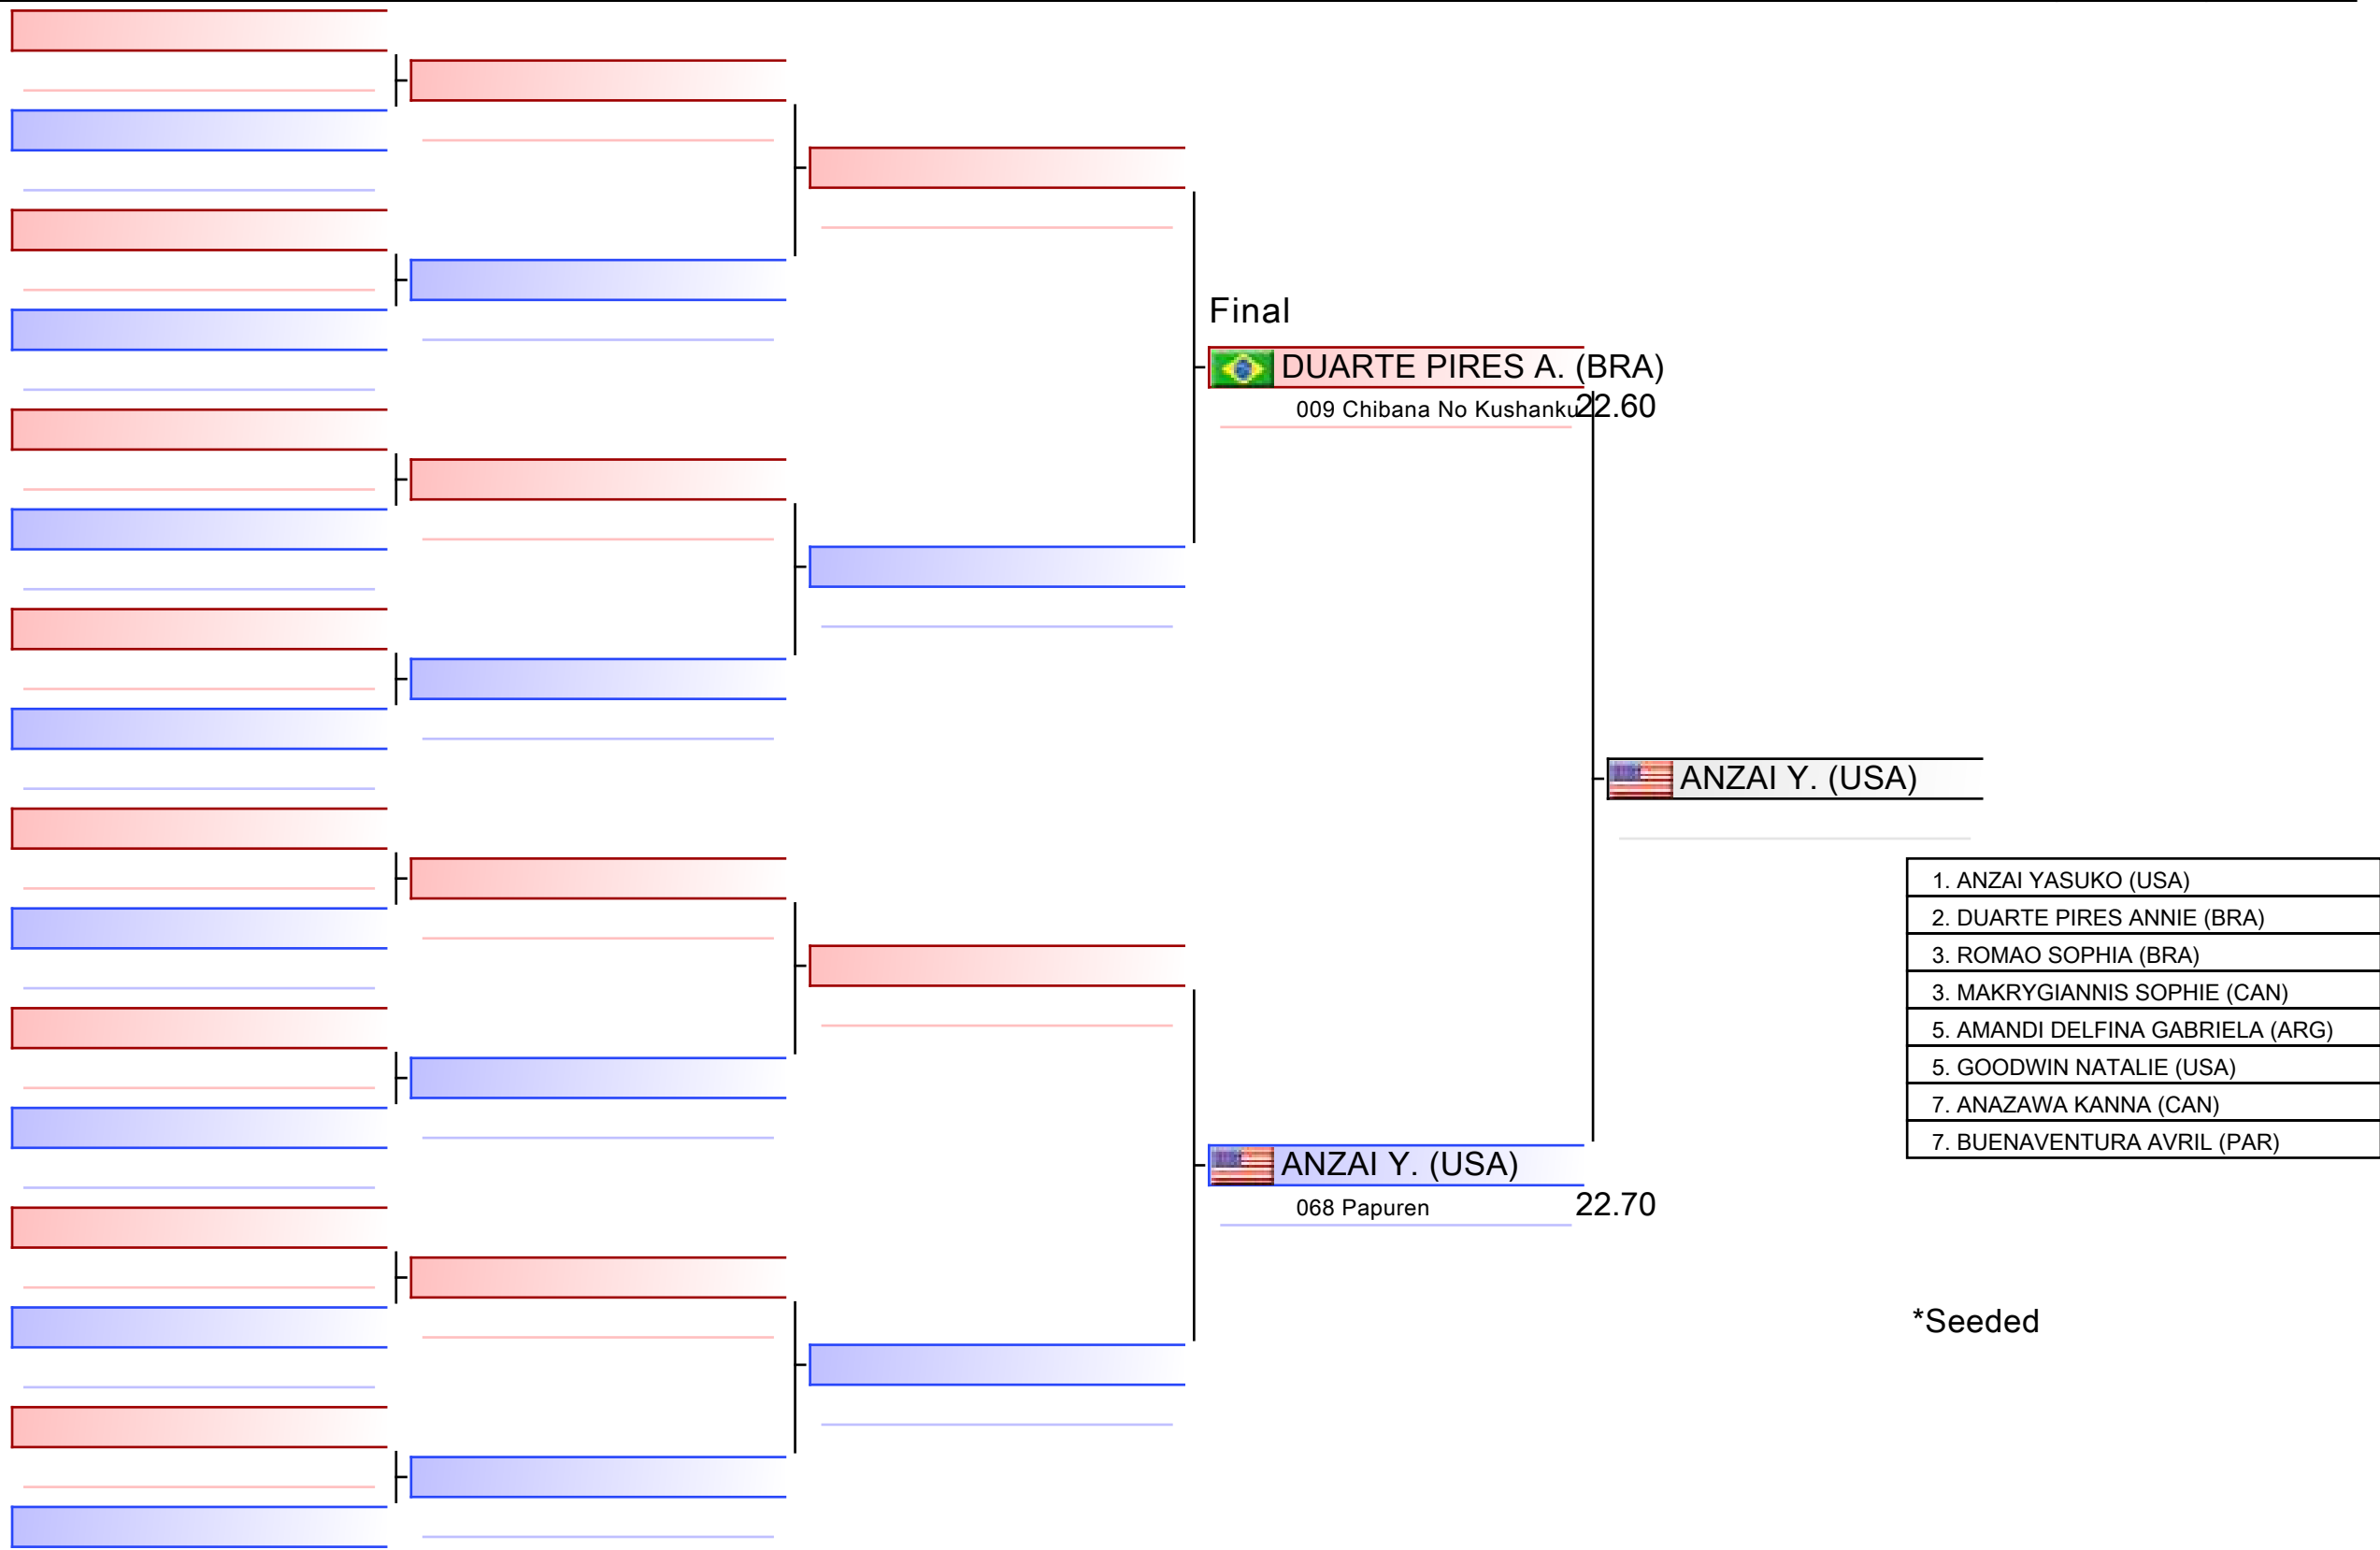 Final
DUARTE PIRES A. (BRA)
009 Chibana No Kushanku 22.60
ANZAI Y. (USA)
1. ANZAI YASUKO (USA)
2. DUARTE PIRES ANNIE (BRA)
3. ROMAO SOPHIA (BRA)
3. MAKRYGIANNIS SOPHIE (CAN)
5. AMANDI DELFINA GABRIELA (ARG)
5. GOODWIN NATALIE (USA)
7. ANAZAWA KANNA (CAN)
7. BUENAVENTURA AVRIL (PAR)
ANZAI Y. (USA)
068 Papuren 22.70
*Seeded